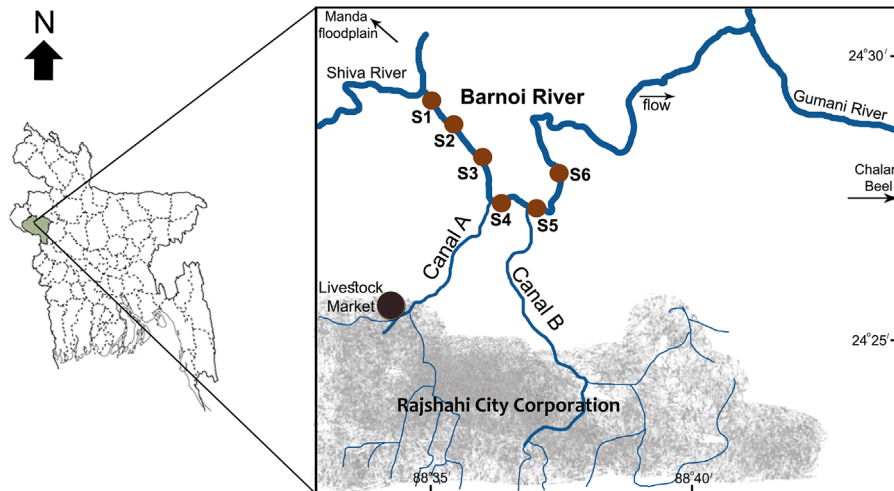 N
Manda
floodplain
Shiva River
Barnoi River
flow
Gumani River
24°30′
S1
S2
S3
S4
S5
S6
Chalan
Beel
Canal A
Canal B
Livestock
Market
24°25′
Rajshahi City Corporation
88°35′
88°40′